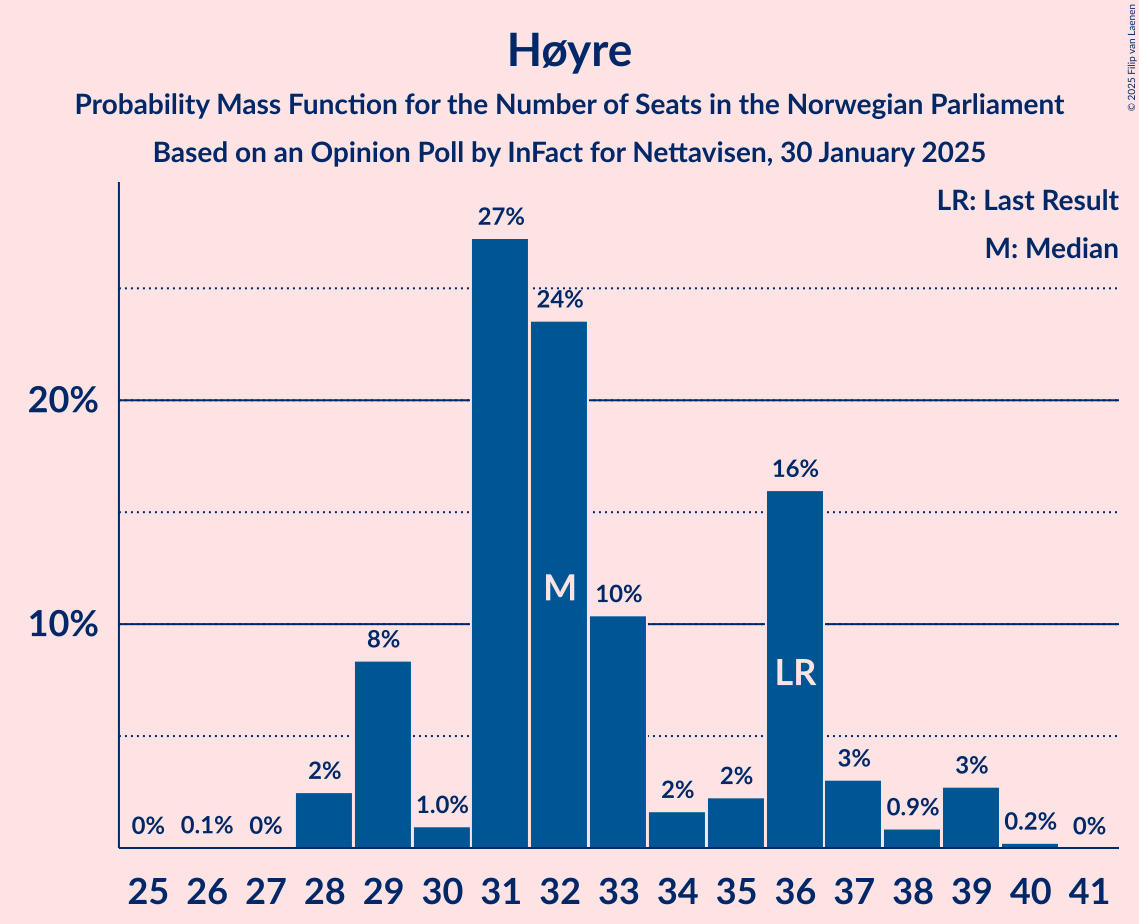 © 2025 Filip van Laenen
Høyre
Probability Mass Function for the Number of Seats in the Norwegian Parliament
Based on an Opinion Poll by InFact for Nettavisen, 30 January 2025
LR: Last Result
M: Median
20%
10%
0% 0.1% 0% 2% 8% 1.0% 27% 24% 10% 2% 2% 16% 3% 0.9% 3% 0.2% 0%
M
LR
25 26 27 28 29 30 31 32 33 34 35 36 37 38 39 40 41